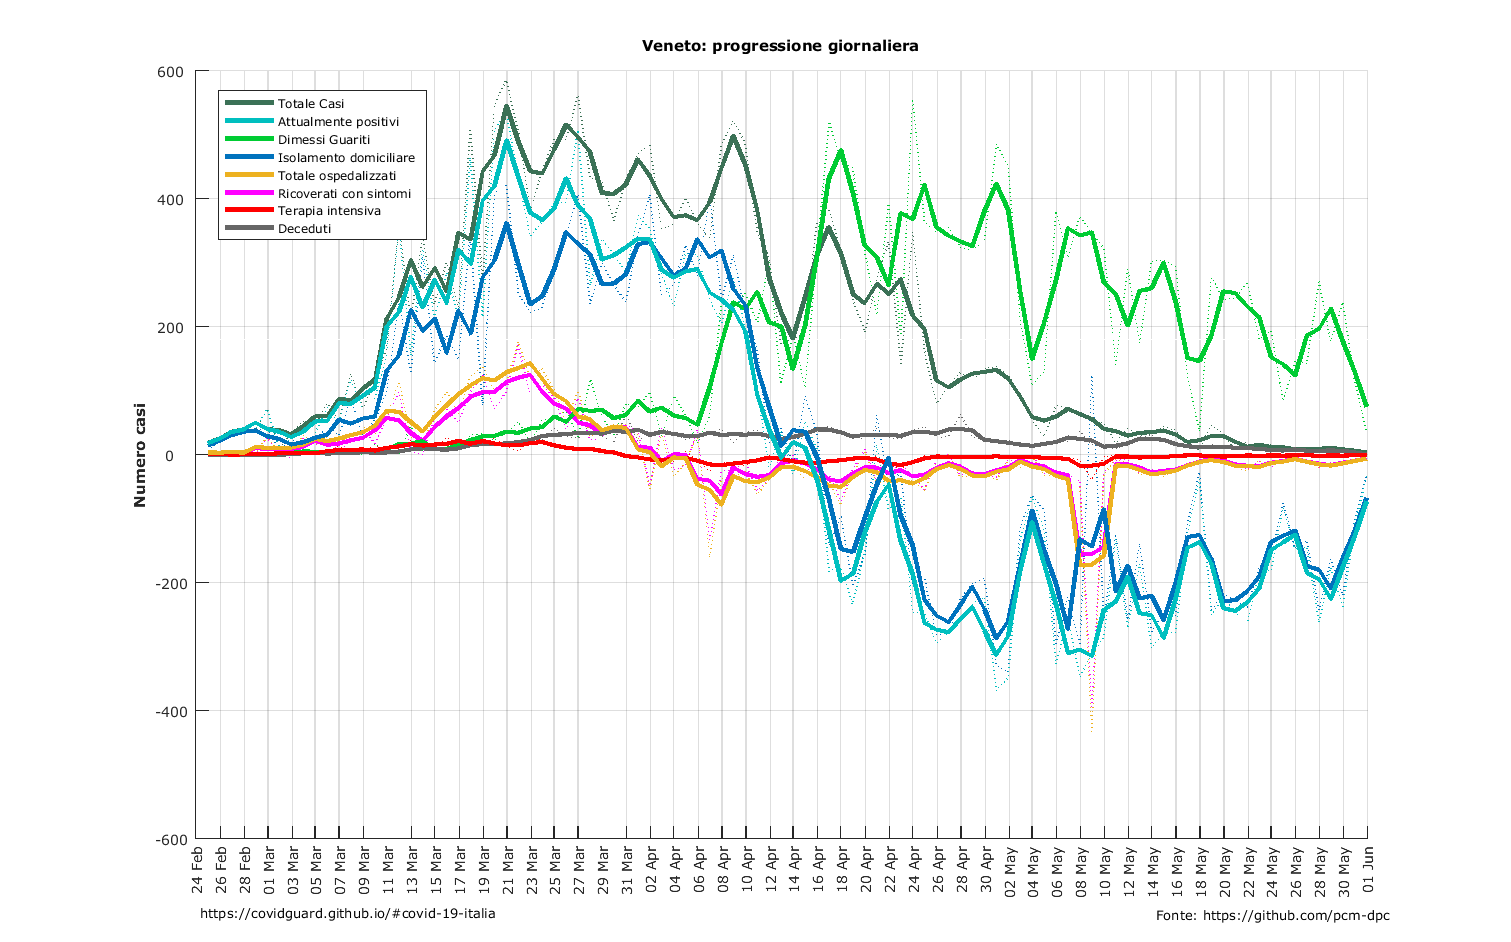 Veneto: progressione giornaliera
Totale Casi
Attualmente positivi
Dimessi Guariti
Isolamento domiciliare
Totale ospedalizzati
Ricoverati con sintomi
Terapia intensiva
Deceduti
Numero casi
600
400
200
0
-200
-400
-600
24 Feb
26 Feb
28 Feb
01 Mar
03 Mar
05 Mar
07 Mar
09 Mar
11 Mar
13 Mar
15 Mar
17 Mar
19 Mar
21 Mar
23 Mar
25 Mar
27 Mar
29 Mar
31 Mar
02 Apr
04 Apr
06 Apr
08 Apr
10 Apr
12 Apr
14 Apr
16 Apr
18 Apr
20 Apr
22 Apr
24 Apr
26 Apr
28 Apr
30 Apr
02 May
04 May
06 May
08 May
10 May
12 May
14 May
16 May
18 May
20 May
22 May
24 May
26 May
28 May
30 May
01 Jun
https://covidguard.github.io/#covid-19-italia
Fonte: https://github.com/pcm-dpc